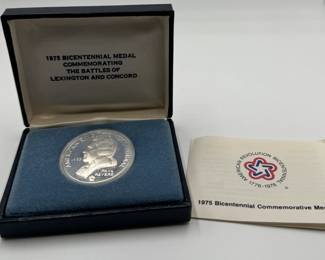 1975 BICENTENNIAL MEDAL
COMMEMORATING
THE BATTLES OF
LEXINGTON AND CONCORD
PAUL
REVERE
AMERICAN REVOLUTION BICENTENNIAL
1776-1976
1975 Bicentennial Commemorative Me